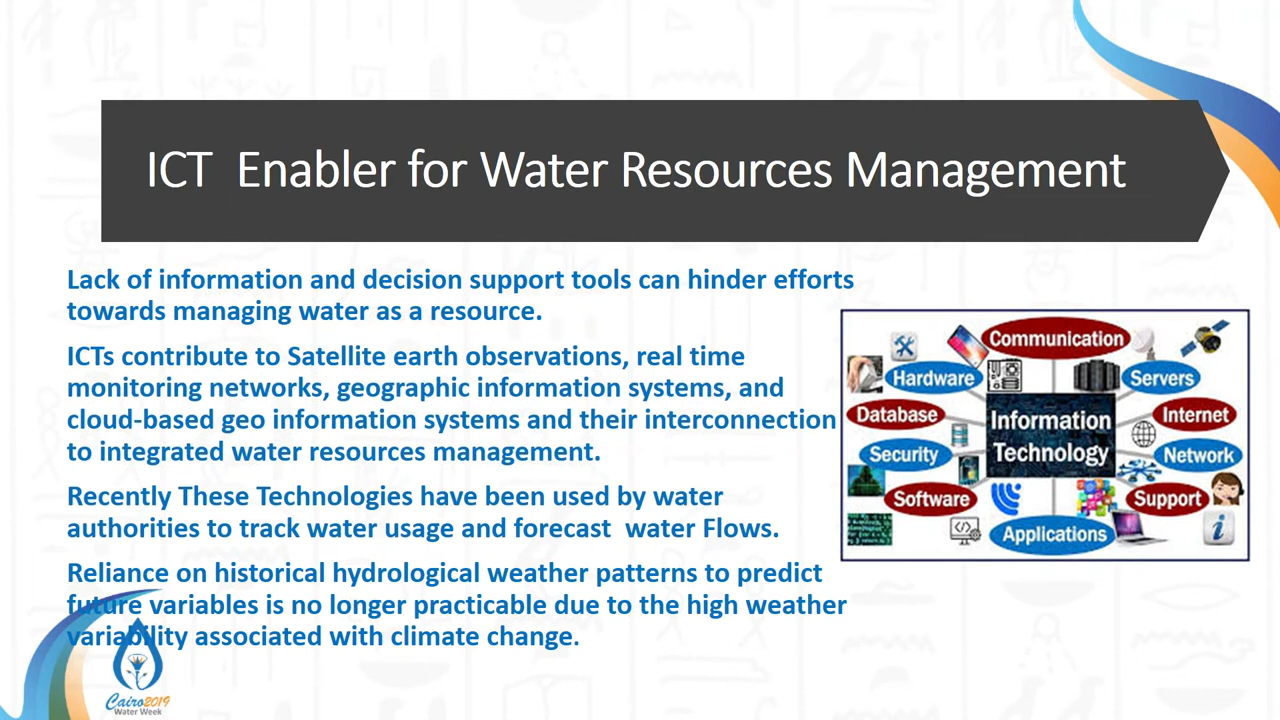 ICT Enabler for Water Resources Management
Lack of information and decision support tools can hinder efforts
towards managing water as a resource.
ICTs contribute to Satellite earth observations, real time
monitoring networks, geographic information systems, and
cloud-based geo information systems and their interconnection
to integrated water resources management.
Recently These Technologies have been used by water
authorities to track water usage and forecast water Flows.
Reliance on historical hydrological weather patterns to predict
future variables is no longer practicable due to the high weather
variability associated with climate change.
Communication
Hardware
Servers
Database
Information
Technology
Internet
Security
Network
Software
Support
Applications
Cairo2019
Water Week